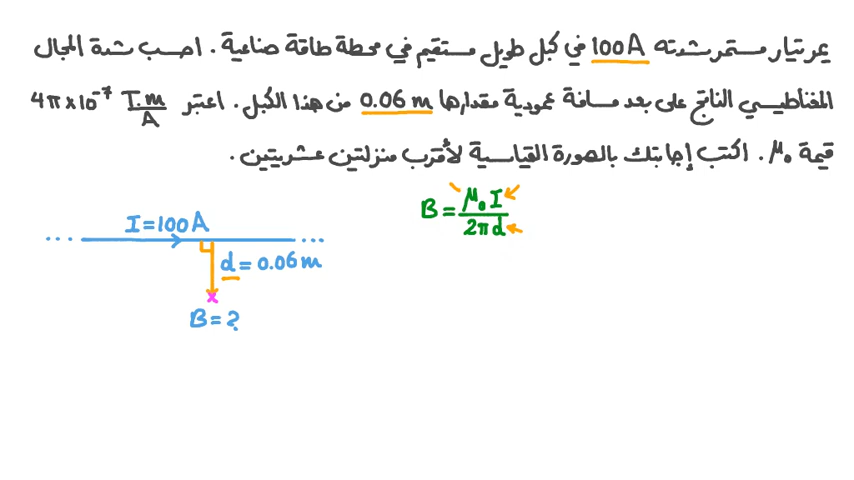 يمر تيار مستمر شدته 100 A في كبل طويل مستقيم في محطة طاقة صناعية. احسب شدة المجال
المغناطيسي الناتج على بعد مسافة عمودية مقدارها 0.06 m من هذا الكبل. اعتبر 4π×10⁻⁷ T.m/A
قيمة μ₀. اكتب إجابتك بالصورة القياسية لأقرب منزلتين عشريتين.
B = μ₀I/2πd
I = 100 A
... ...
d = 0.06 m
B = ?